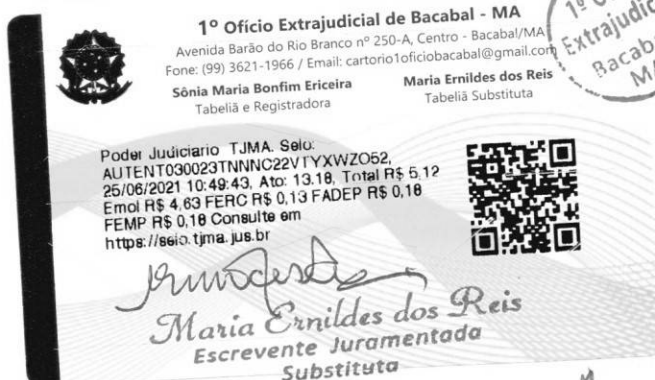 1º Ofício Extrajudicial de Bacabal - MA
Avenida Barão do Rio Branco nº 250-A, Centro - Bacabal/MA
Fone: (99) 3621-1966 / Email: cartorio1oficiobacabal@gmail.com
Sônia Maria Bonfim Ericeira
Tabeliã e Registradora
Maria Ernildes dos Reis
Tabeliã Substituta
1º
Extrajudic
Bacaba
MA
Poder Judiciario TJMA. Selo:
AUTENT030023TNNNC22VTYXWZO52,
25/06/2021 10:49:43, Ato: 13.18, Total R$ 5,12
Emol R$ 4,63 FERC R$ 0,13 FADEP R$ 0,18
FEMP R$ 0,18 Consulte em
https://selo.tjma.jus.br
Maria Ernildes dos Reis
Escrevente Juramentada
Substituta